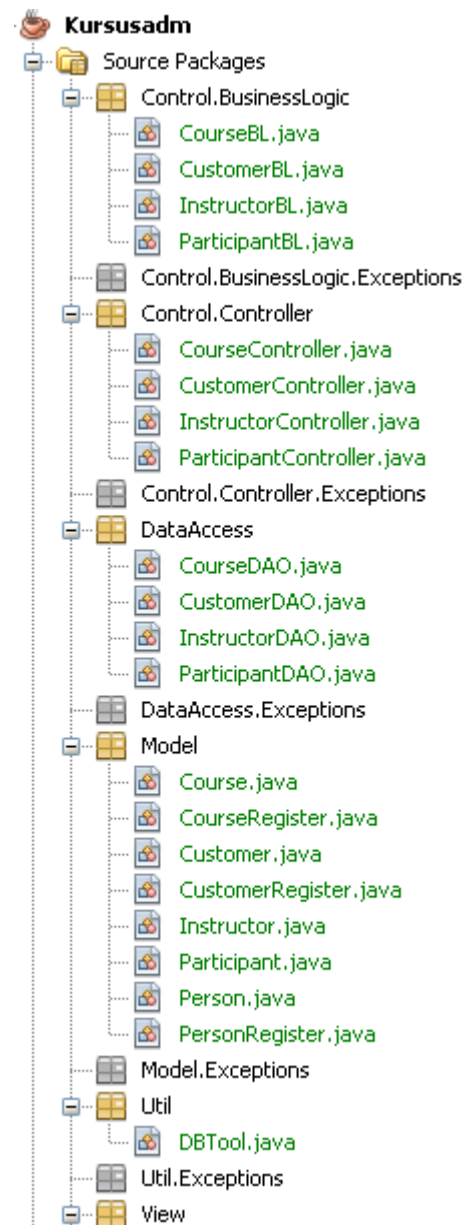 Kursusadm
Source Packages
Control.BusinessLogic
CourseBL.java
CustomerBL.java
InstructorBL.java
ParticipantBL.java
Control.BusinessLogic.Exceptions
Control.Controller
CourseController.java
CustomerController.java
InstructorController.java
ParticipantController.java
Control.Controller.Exceptions
DataAccess
CourseDAO.java
CustomerDAO.java
InstructorDAO.java
ParticipantDAO.java
DataAccess.Exceptions
Model
Course.java
CourseRegister.java
Customer.java
CustomerRegister.java
Instructor.java
Participant.java
Person.java
PersonRegister.java
Model.Exceptions
Util
DBTool.java
Util.Exceptions
View